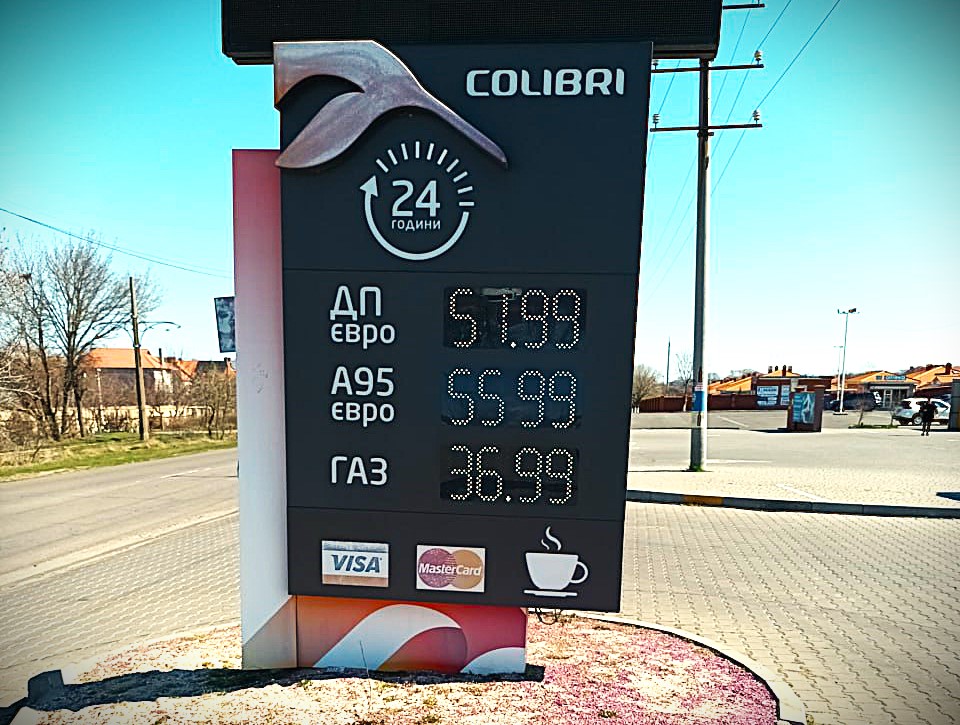 COLIBRI
24
ГОДИНИ
ДП
євро
57.99
А95
євро
55.99
ГАЗ
36.99
VISA
MasterCard